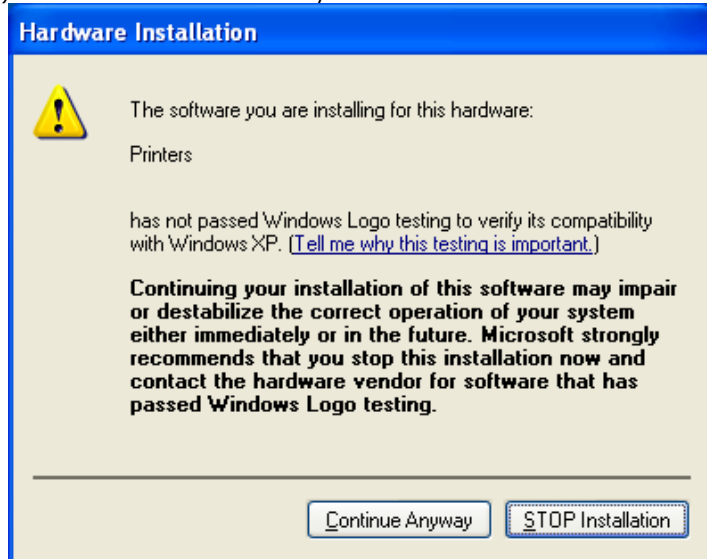 Hardware Installation
The software you are installing for this hardware:
Printers
has not passed Windows Logo testing to verify its compatibility
with Windows XP. (Tell me why this testing is important.)
Continuing your installation of this software may impair
or destabilize the correct operation of your system
either immediately or in the future. Microsoft strongly
recommends that you stop this installation now and
contact the hardware vendor for software that has
passed Windows Logo testing.
Continue Anyway
STOP Installation